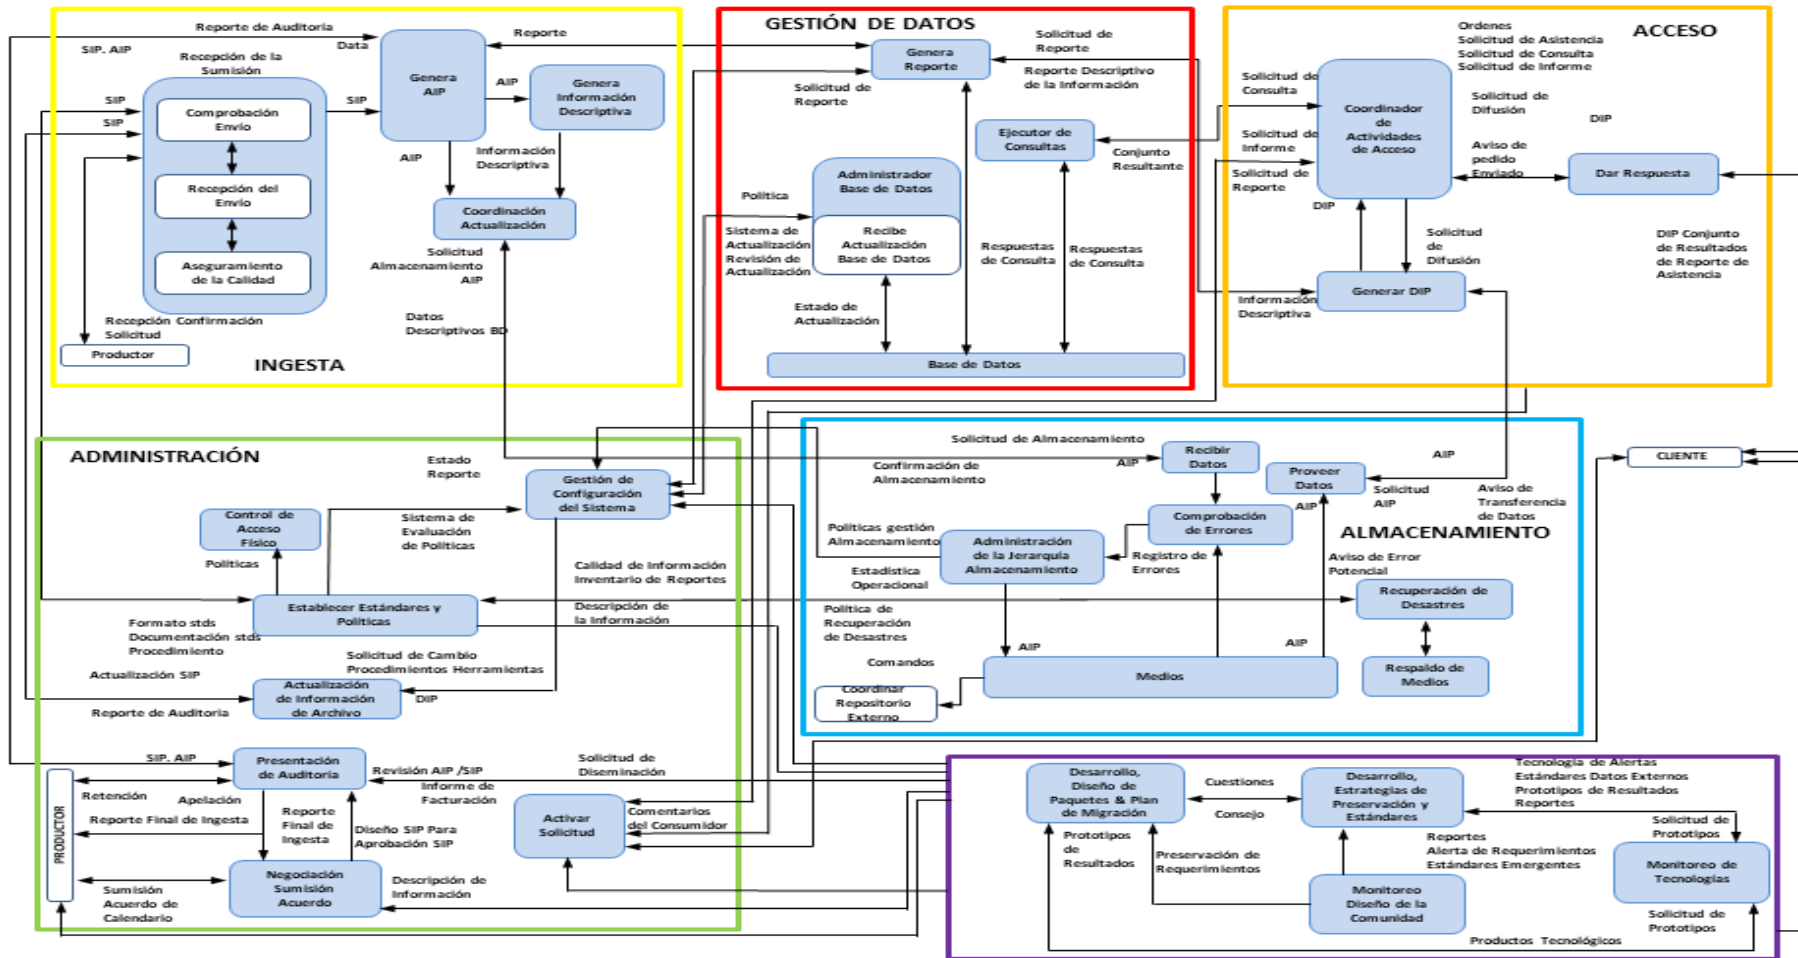 Reporte de Auditoria
SIP. AIP
Data
Recepción de la
Sumisión
SIP
SIP
Comprobación
Envío
Recepción del
Envío
Aseguramiento
de la Calidad
SIP
Genera
AIP
AIP
Genera
Información
Descriptiva
AIP
Información
Descriptiva
Coordinación
Actualización
Solicitud
Almacenamiento
AIP
Datos
Descriptivos BD
Recepción Confirmación
Solicitud
Productor
INGESTA
Reporte
GESTIÓN DE DATOS
Genera
Reporte
Solicitud de
Reporte
Solicitud de
Reporte
Reporte Descriptivo
de la Información
Ejecutor de
Consultas
Conjunto
Resultante
Administrador
Base de Datos
Política
Recibe
Actualización
Base de Datos
Sistema de
Actualización
Revisión de
Actualización
Respuestas
de Consulta
Respuestas
de Consulta
Estado de
Actualización
Base de Datos
ACCESO
Ordenes
Solicitud de Asistencia
Solicitud de Consulta
Solicitud de Informe
Solicitud de
Consulta
Coordinador
de
Actividades
de Acceso
Solicitud de
Difusión
DIP
Solicitud de
Informe
Solicitud de
Reporte
Aviso de
pedido
Enviado
Dar Respuesta
DIP
Solicitud
de
Difusión
DIP Conjunto
de Resultados
de Reporte de
Asistencia
Generar DIP
Información
Descriptiva
ADMINISTRACIÓN
Estado
Reporte
Gestión de
Configuración
del Sistema
Control de
Acceso
Físico
Sistema de
Evaluación
de Políticas
Políticas
Calidad de Información
Inventario de Reportes
Establecer Estándares y
Políticas
Descripción de
la Información
Formato stds
Documentación stds
Procedimiento
Solicitud de Cambio
Procedimientos Herramientas
Actualización SIP
Actualización
de Información
de Archivo
DIP
Reporte de Auditoria
SIP. AIP
Presentación
de Auditoria
Revisión AIP /SIP
Informe de
Facturación
Solicitud de
Diseminación
PRODUCTOR
Retención
Apelación
Reporte Final de Ingesta
Reporte
Final de
Ingesta
Diseño SIP Para
Aprobación SIP
Activar
Solicitud
Comentarios
del Consumidor
Negociación
Sumisión
Acuerdo
Descripción de
Información
Sumisión
Acuerdo de
Calendario
Solicitud de Almacenamiento
Confirmación de
Almacenamiento
AIP
Recibir
Datos
Proveer
Datos
AIP
Solicitud
AIP
AIP
Aviso de
Transferencia
de Datos
ALMACENAMIENTO
Comprobación
de Errores
Políticas gestión
Almacenamiento
Administración
de la Jerarquía
Almacenamiento
Registro de
Errores
Aviso de Error
Potencial
Estadística
Operacional
Recuperación de
Desastres
Política de
Recuperación
de Desastres
AIP
AIP
Comandos
Medios
Respaldo de
Medios
Coordinar
Repositorio
Externo
CLIENTE
Desarrollo,
Diseño de
Paquetes & Plan
de Migración
Cuestiones
Consejo
Desarrollo,
Estrategias de
Preservación y
Estándares
Tecnología de Alertas
Estándares Datos Externos
Prototipos de Resultados
Reportes
Solicitud de
Prototipos
Prototipos
de
Resultados
Preservación de
Requerimientos
Reportes
Alerta de Requerimientos
Estándares Emergentes
Monitoreo de
Tecnologías
Monitoreo
Diseño de la
Comunidad
Solicitud de
Prototipos
Productos Tecnológicos